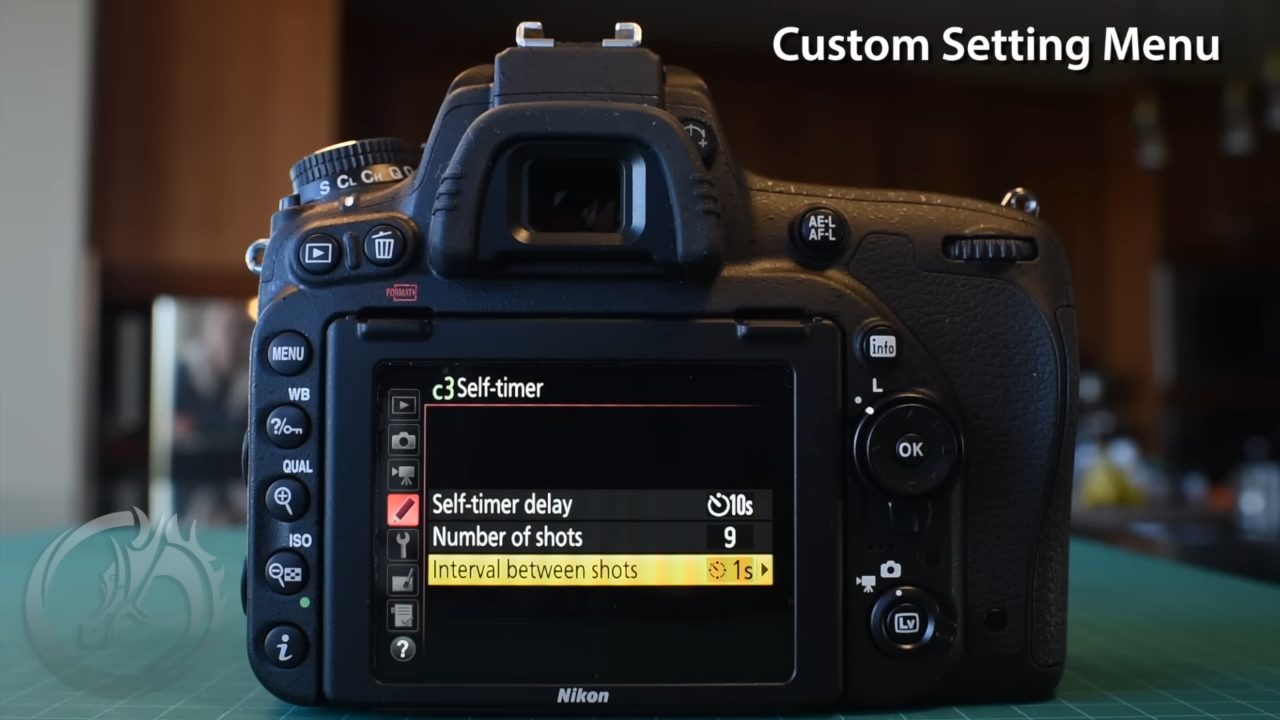 Custom Setting Menu
S CL CH Q
AE-L
AF-L
FORMAT
MENU
info
WB
L
?
OK
QUAL
ISO
i
Lv
c3 Self-timer
Self-timer delay 10s
Number of shots 9
Interval between shots 1s
?
Nikon